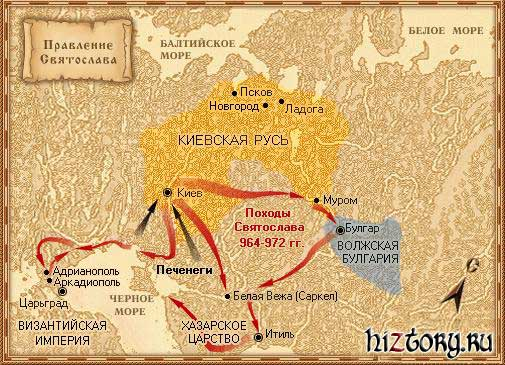 Правление
Святослава
БАЛТИЙСКОЕ
МОРЕ
БЕЛОЕ МОРЕ
Псков
Новгород
Ладога
КИЕВСКАЯ РУСЬ
Киев
Муром
Походы
Святослава
964-972 гг.
Булгар
ВОЛЖСКАЯ
БУЛГАРИЯ
Печенеги
Адрианополь
Аркадиополь
Царьград
ЧЕРНОЕ
МОРЕ
Белая Вежа (Саркел)
ВИЗАНТИЙСКАЯ
ИМПЕРИЯ
ХАЗАРСКОЕ
ЦАРСТВО
Итиль
С
hiztory.ru